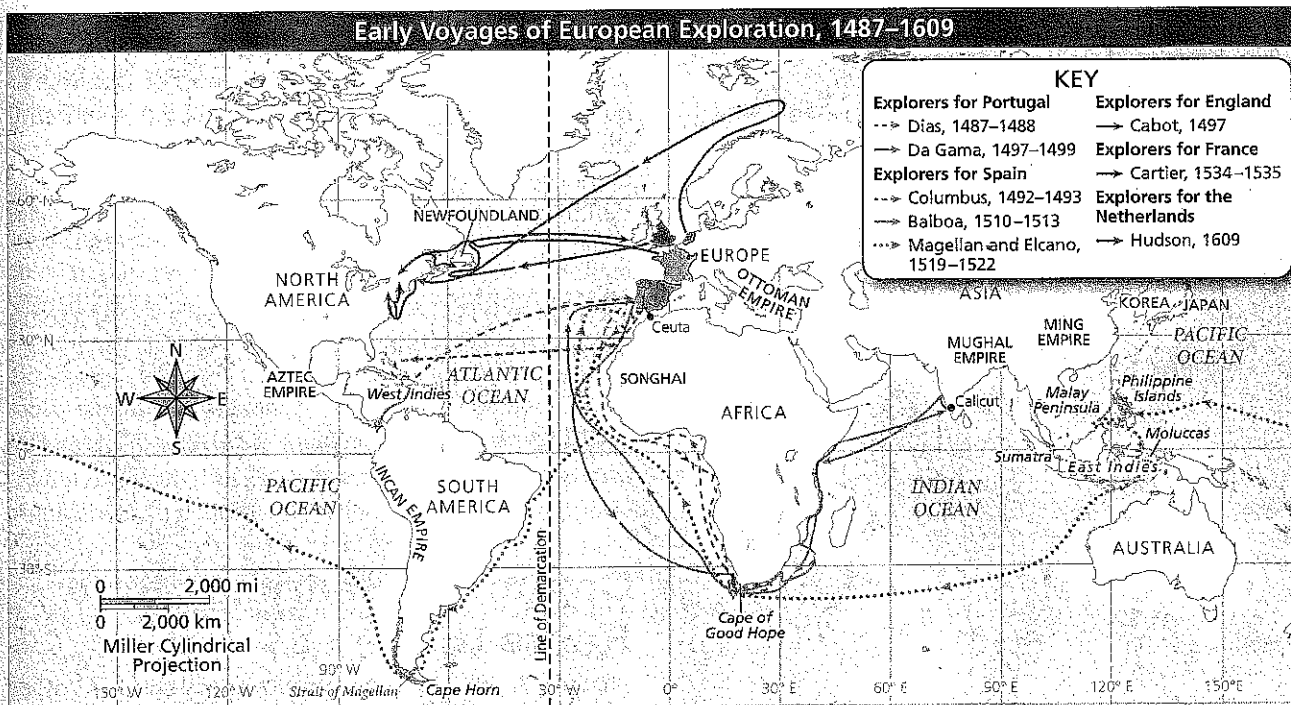 Early Voyages of European Exploration, 1487–1609
KEY
Explorers for Portugal
Dias, 1487–1488
Da Gama, 1497–1499
Explorers for Spain
Columbus, 1492–1493
Balboa, 1510–1513
Magellan and Elcano,
1519–1522
Explorers for England
Cabot, 1497
Explorers for France
Cartier, 1534–1535
Explorers for the
Netherlands
Hudson, 1609
60°N
NEWFOUNDLAND
NORTH
AMERICA
EUROPE
OTTOMAN
EMPIRE
ASIA
KOREA
JAPAN
Ceuta
30°N
MING
EMPIRE
PACIFIC
OCEAN
MUGHAL
EMPIRE
N
W
E
S
AZTEC
EMPIRE
West Indies
ATLANTIC
OCEAN
SONGHAI
AFRICA
Calicut
Malay
Peninsula
Philippine
Islands
Moluccas
Sumatra
East Indies
0°
PACIFIC
OCEAN
INCAN EMPIRE
SOUTH
AMERICA
INDIAN
OCEAN
AUSTRALIA
30°S
0 2,000 mi
0 2,000 km
Miller Cylindrical
Projection
Line of Demarcation
Cape of
Good Hope
90° W
150° W
120° W
Strait of Magellan
Cape Horn
30° W
0°
30° E
60° E
90° E
120° E
150° E